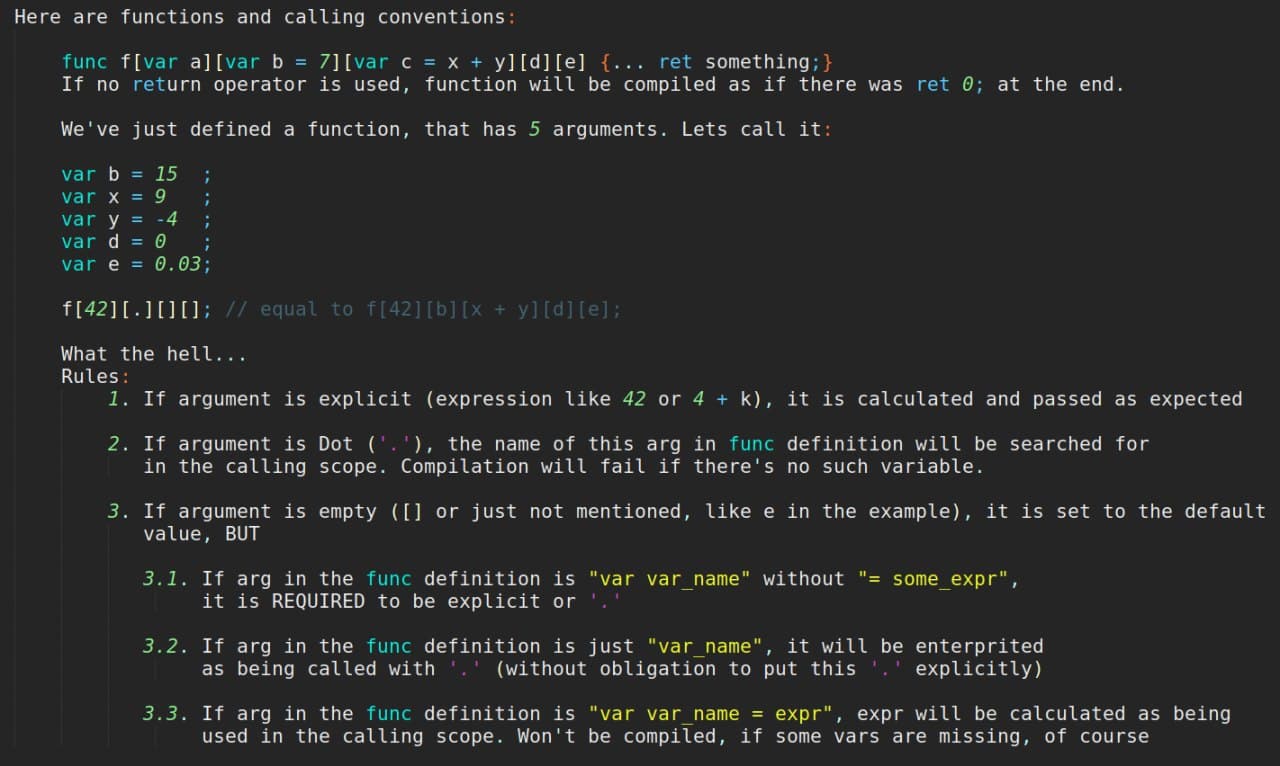 Here are functions and calling conventions:
func f[var a][var b = 7][var c = x + y][d][e] {... ret something;}
If no return operator is used, function will be compiled as if there was ret 0; at the end.
We've just defined a function, that has 5 arguments. Lets call it:
var b = 15  ;
var x = 9   ;
var y = -4  ;
var d = 0   ;
var e = 0.03;
f[42][.][][]; // equal to f[42][b][x + y][d][e];
What the hell...
Rules:
1. If argument is explicit (expression like 42 or 4 + k), it is calculated and passed as expected
2. If argument is Dot ('.'), the name of this arg in func definition will be searched for
in the calling scope. Compilation will fail if there's no such variable.
3. If argument is empty ([] or just not mentioned, like e in the example), it is set to the default
value, BUT
3.1. If arg in the func definition is "var var_name" without "= some_expr",
it is REQUIRED to be explicit or '.'
3.2. If arg in the func definition is just "var_name", it will be enterprited
as being called with '.' (without obligation to put this '.' explicitly)
3.3. If arg in the func definition is "var var_name = expr", expr will be calculated as being
used in the calling scope. Won't be compiled, if some vars are missing, of course